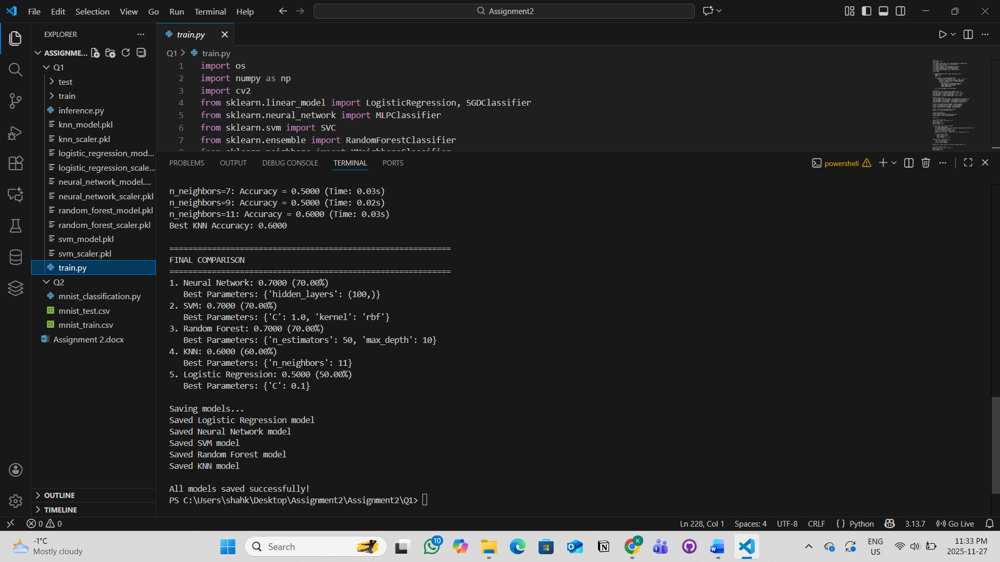 File Edit Selection View Go Run Terminal Help
Assignment2
EXPLORER
ASSIGNME...
Q1
test
train
inference.py
knn_model.pkl
knn_scaler.pkl
logistic_regression_mod...
logistic_regression_scale...
neural_network_model....
neural_network_scaler.pkl
random_forest_model.pkl
random_forest_scaler.pkl
svm_model.pkl
svm_scaler.pkl
train.py
Q2
mnist_classification.py
mnist_test.csv
mnist_train.csv
Assignment 2.docx
OUTLINE
TIMELINE
train.py
Q1 > train.py
1 import os
2 import numpy as np
3 import cv2
4 from sklearn.linear_model import LogisticRegression, SGDClassifier
5 from sklearn.neural_network import MLPClassifier
6 from sklearn.svm import SVC
7 from sklearn.ensemble import RandomForestClassifier
8 from sklearn.neighbors import KNeighborsClassifier
PROBLEMS OUTPUT DEBUG CONSOLE TERMINAL PORTS
powershell
n_neighbors=7: Accuracy = 0.5000 (Time: 0.03s)
n_neighbors=9: Accuracy = 0.5000 (Time: 0.02s)
n_neighbors=11: Accuracy = 0.6000 (Time: 0.03s)
Best KNN Accuracy: 0.6000
============================================================
FINAL COMPARISON
============================================================
1. Neural Network: 0.7000 (70.00%)
Best Parameters: {'hidden_layers': (100,)}
2. SVM: 0.7000 (70.00%)
Best Parameters: {'C': 1.0, 'kernel': 'rbf'}
3. Random Forest: 0.7000 (70.00%)
Best Parameters: {'n_estimators': 50, 'max_depth': 10}
4. KNN: 0.6000 (60.00%)
Best Parameters: {'n_neighbors': 11}
5. Logistic Regression: 0.5000 (50.00%)
Best Parameters: {'C': 0.1}
Saving models...
Saved Logistic Regression model
Saved Neural Network model
Saved SVM model
Saved Random Forest model
Saved KNN model
All models saved successfully!
PS C:\Users\shahk\Desktop\Assignment2\Assignment2\Q1>
0 0
Ln 228, Col 1 Spaces: 4 UTF-8 CRLF { } Python 3.13.7 Go Live
-1°C
Mostly cloudy
Search
10
K
ENG
US
11:33 PM
2025-11-27